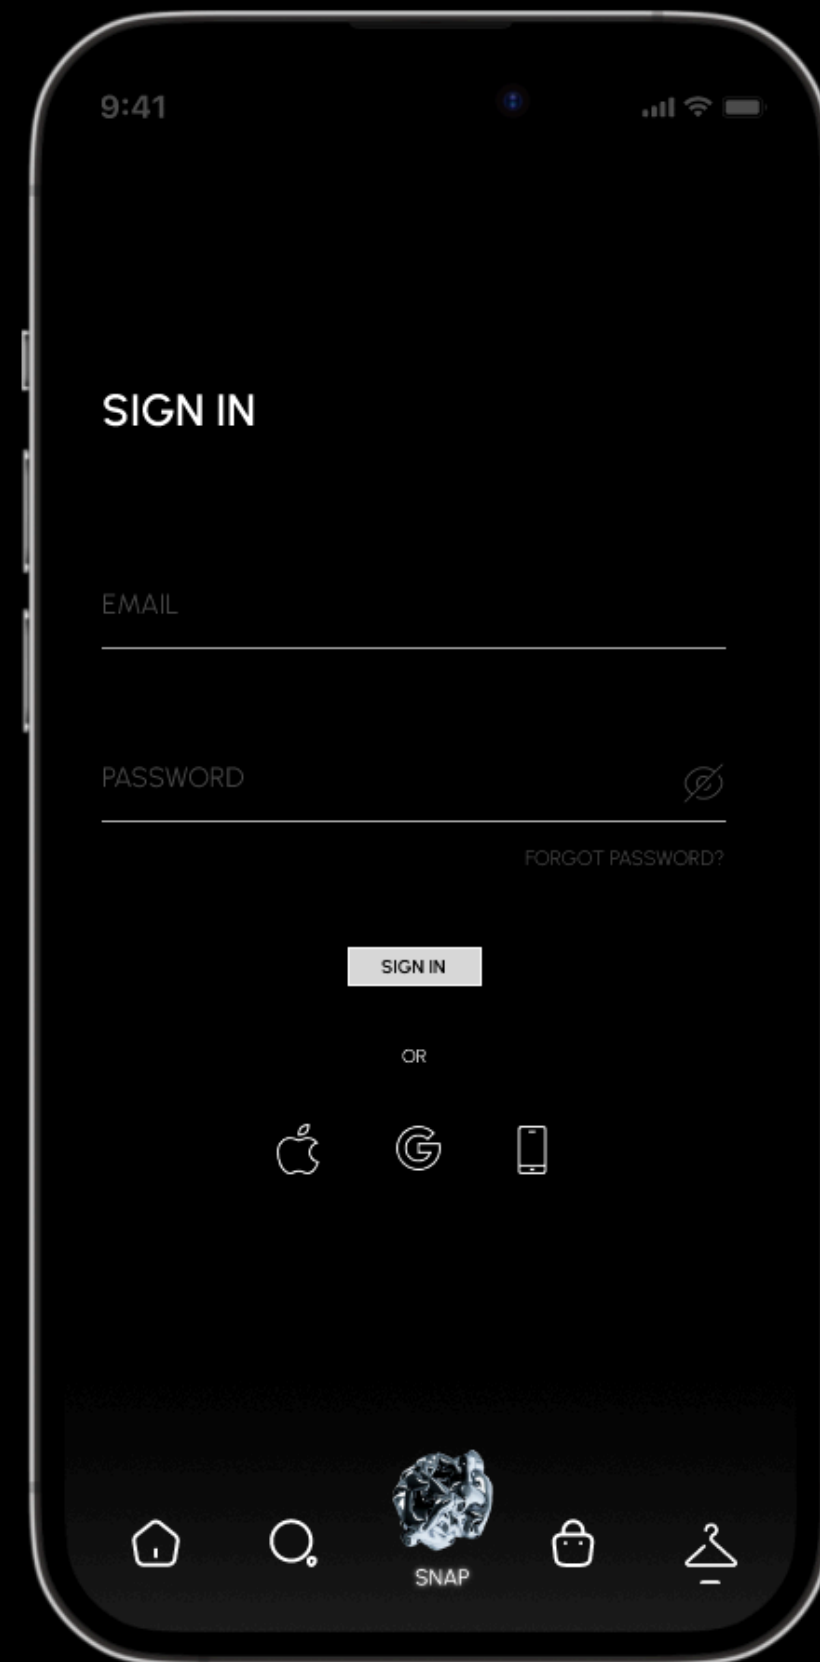 9:41
SIGN IN
EMAIL
PASSWORD
FORGOT PASSWORD?
SIGN IN
OR
SNAP